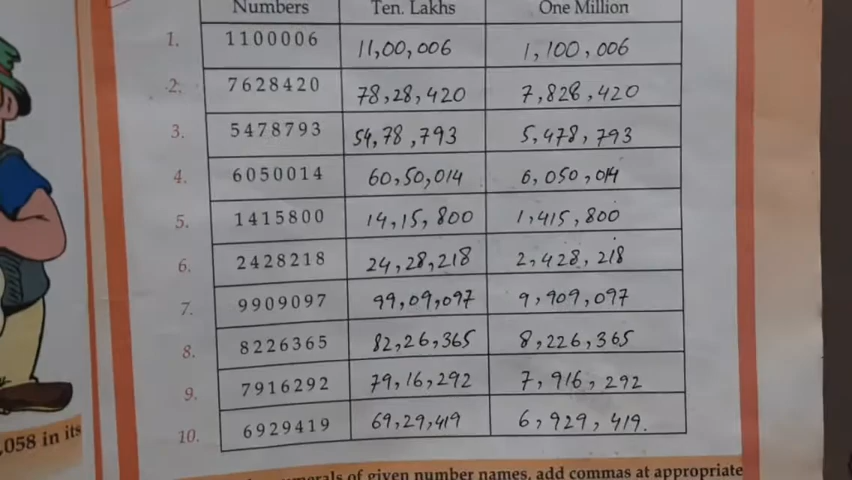 Numbers Ten. Lakhs One Million
1. 1100006 11,00,006 1,100,006
2. 7628420 78,28,420 7,828,420
3. 5478793 54,78,793 5,478,793
4. 6050014 60,50,014 6,050,014
5. 1415800 14,15,800 1,415,800
6. 2428218 24,28,218 2,428,218
7. 9909097 99,09,097 9,909,097
8. 8226365 82,26,365 8,226,365
9. 7916292 79,16,292 7,916,292
10. 6929419 69,29,419 6,929,419.
,058 in its
of given number names, add commas at appropriate